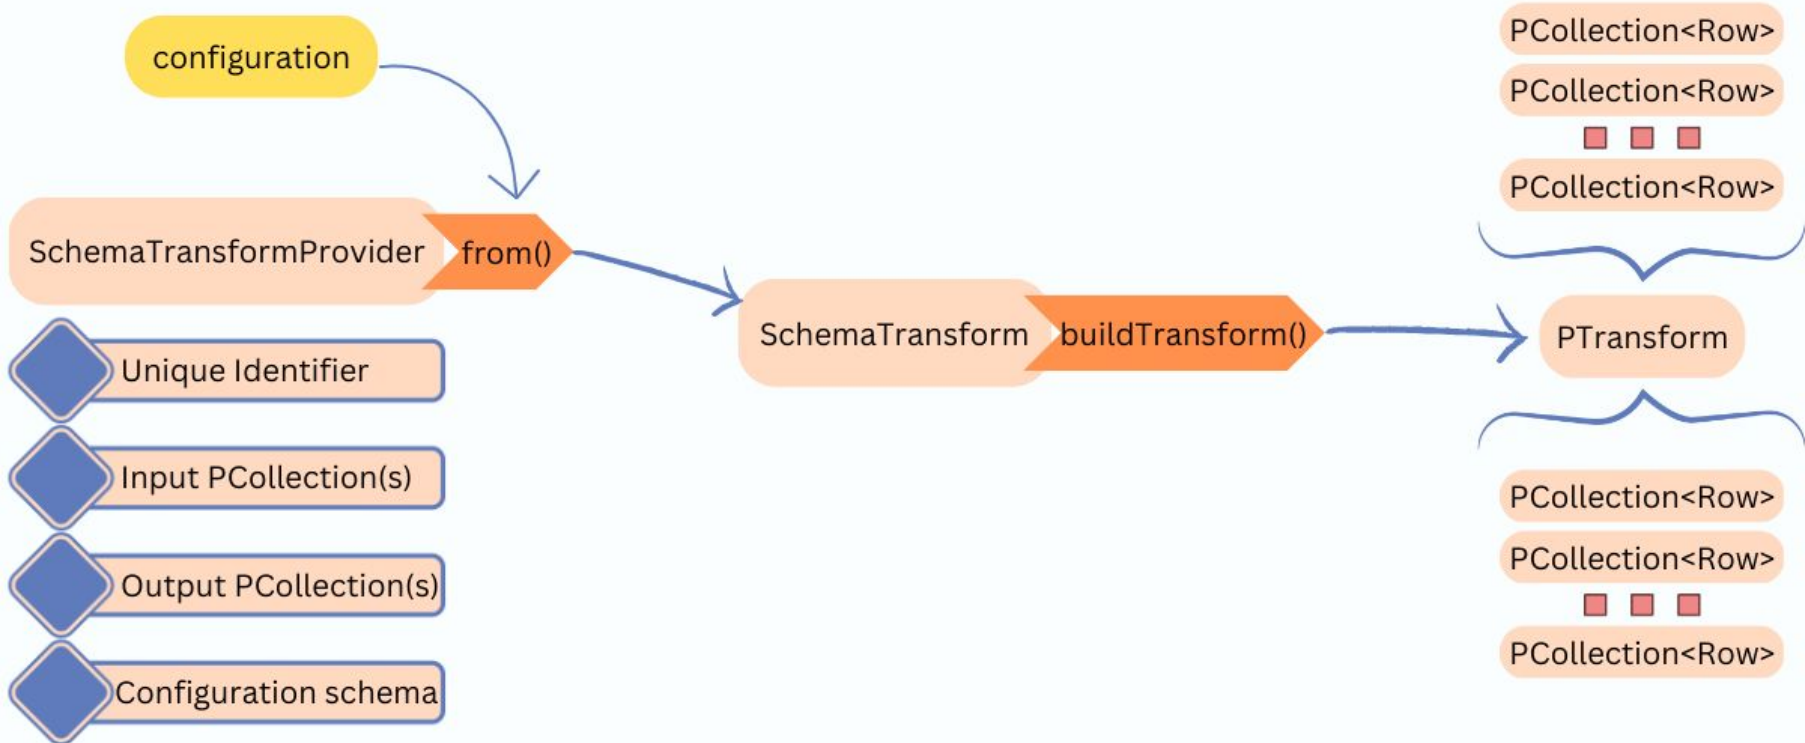 configuration
SchemaTransformProvider
from()
Unique Identifier
Input PCollection(s)
Output PCollection(s)
Configuration schema
SchemaTransform
buildTransform()
PCollection<Row>
PCollection<Row>
PCollection<Row>
PTransform
PCollection<Row>
PCollection<Row>
PCollection<Row>